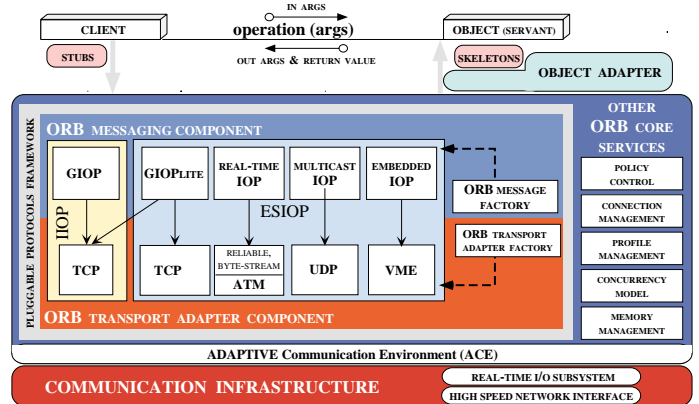 IN ARGS
CLIENT
operation (args)
OBJECT (SERVANT)
OUT ARGS & RETURN VALUE
STUBS
SKELETONS
OBJECT ADAPTER
PLUGGABLE PROTOCOLS FRAMEWORK
ORB MESSAGING COMPONENT
GIOP
GIOPLITE
REAL-TIME
IOP
MULTICAST
IOP
EMBEDDED
IOP
IIOP
ESIOP
TCP
TCP
RELIABLE,
BYTE-STREAM
ATM
UDP
VME
ORB MESSAGE
FACTORY
ORB TRANSPORT
ADAPTER FACTORY
ORB TRANSPORT ADAPTER COMPONENT
OTHER
ORB CORE
SERVICES
POLICY
CONTROL
CONNECTION
MANAGEMENT
PROFILE
MANAGEMENT
CONCURRENCY
MODEL
MEMORY
MANAGEMENT
ADAPTIVE Communication Environment (ACE)
COMMUNICATION INFRASTRUCTURE
REAL-TIME I/O SUBSYSTEM
HIGH SPEED NETWORK INTERFACE